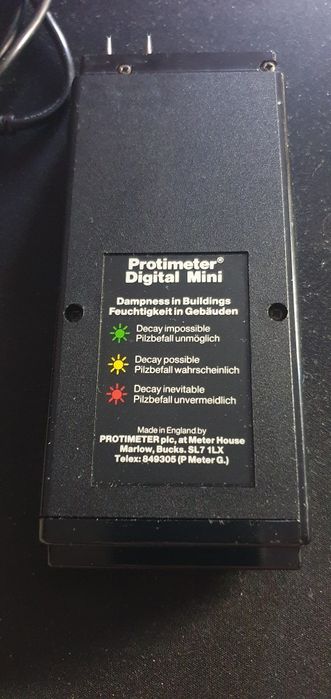 Protimeter®
Digital Mini
Dampness in Buildings
Feuchtigkeit in Gebäuden
Decay impossible
Pilzbefall unmöglich
Decay possible
Pilzbefall wahrscheinlich
Decay inevitable
Pilzbefall unvermeidlich
Made in England by
PROTIMETER plc, at Meter House
Marlow, Bucks. SL7 1LX
Telex: 849305 (P Meter G.)